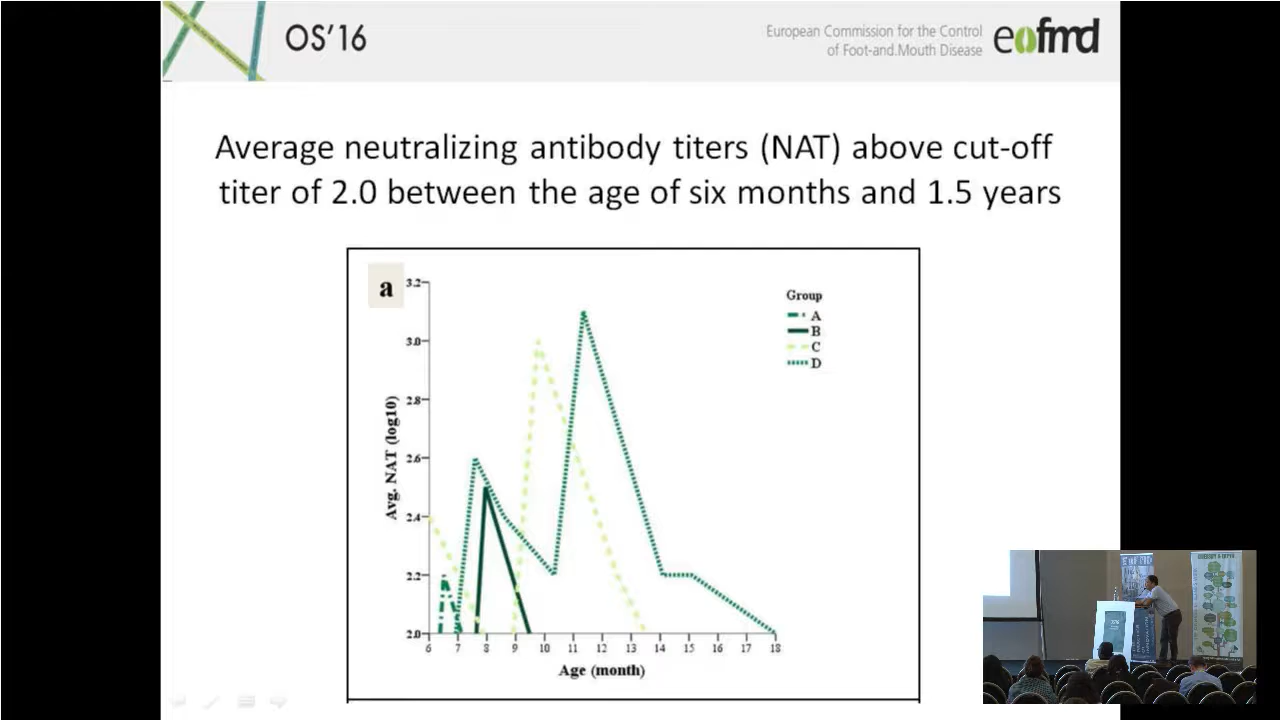 OS'16
European Commission for the Control
of Foot-and.Mouth Disease
eofmd
Average neutralizing antibody titers (NAT) above cut-off
titer of 2.0 between the age of six months and 1.5 years
a
Group
A
B
C
D
Avg. NAT (log10)
3.2
3.0
2.8
2.6
2.4
2.2
2.0
6 7 8 9 10 11 12 13 14 15 16 17 18
Age (month)